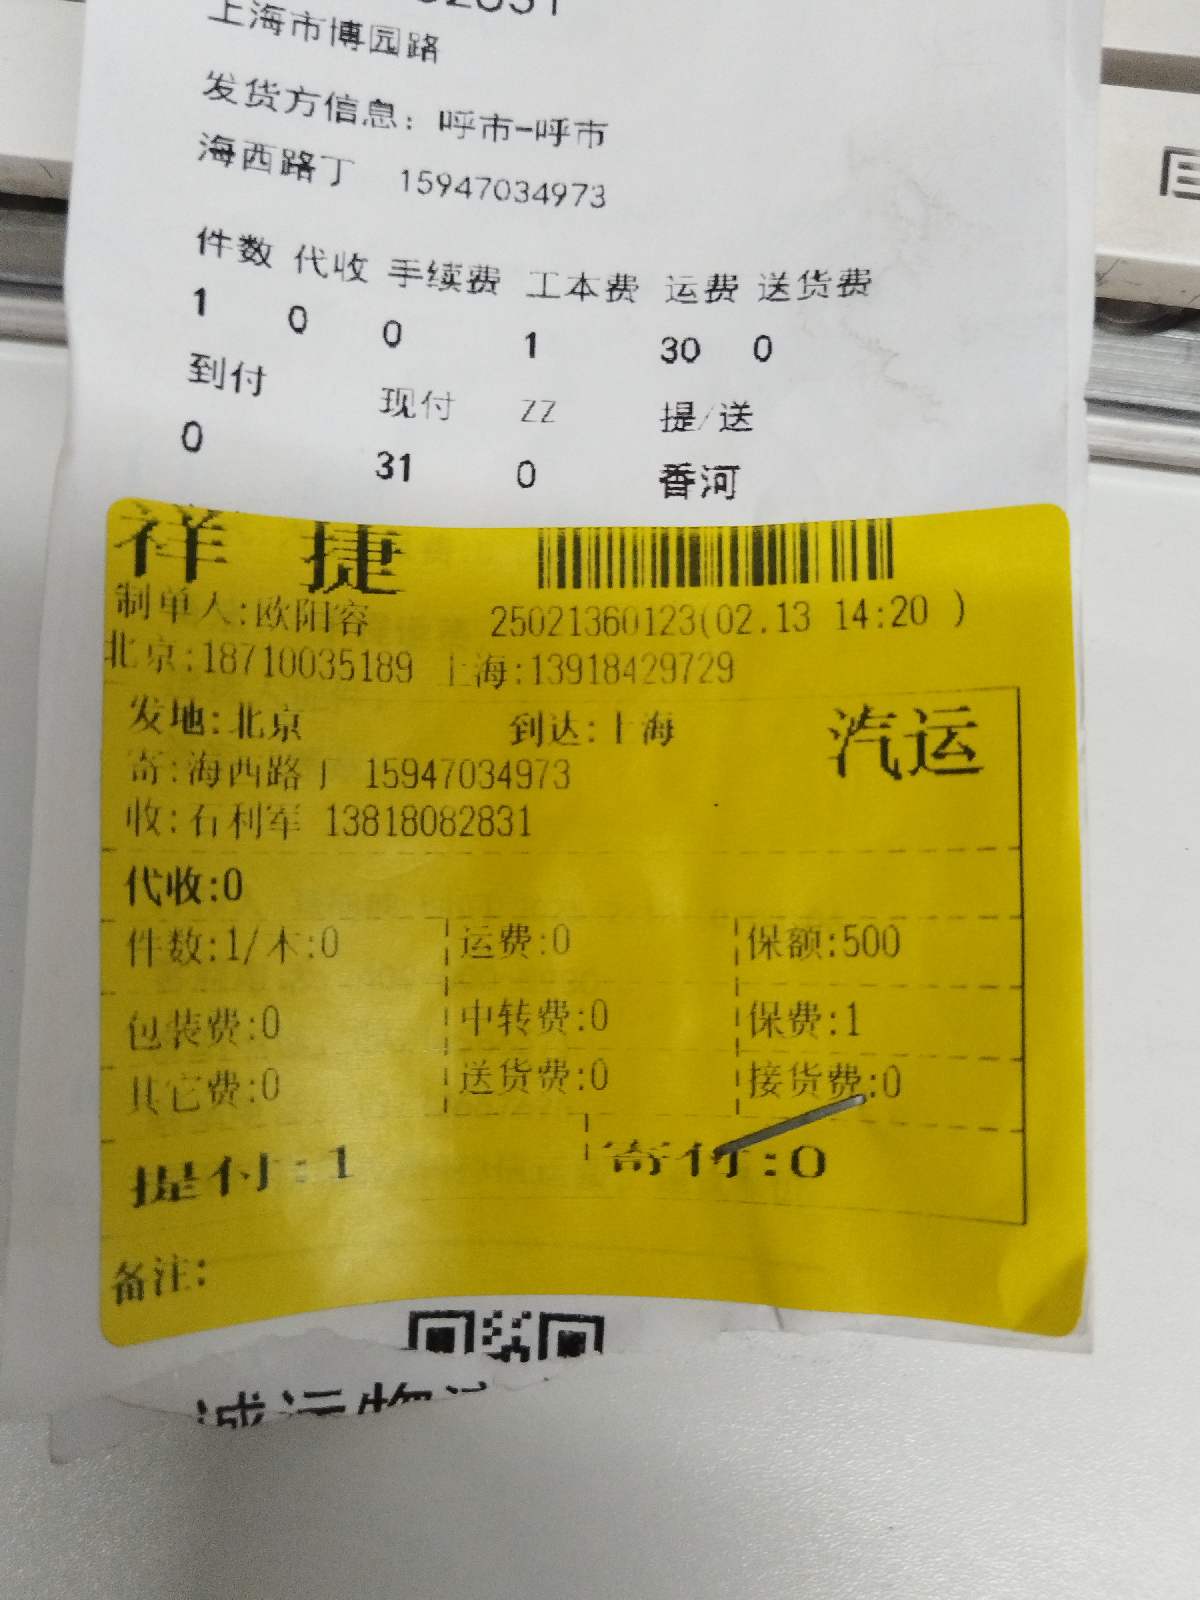 上海市博园路
发货方信息：呼市-呼市
海西路丁 15947034973
件数 代收 手续费 工本费 运费 送货费
1 0 0 1 30 0
到付 现付 ZZ 提/送
0 31 0 香河
祥 捷
制单人:欧阳容 25021360123(02.13 14:20 )
北京:18710035189 上海:13918429729
发地:北京 到达:上海 汽运
寄:海西路丁 15947034973
收:石利军 13818082831
代收:0
件数:1/木:0 运费:0 保额:500
包装费:0 中转费:0 保费:1
其它费:0 送货费:0 接货费:0
提付:1 寄付:0
备注:
诚运物流